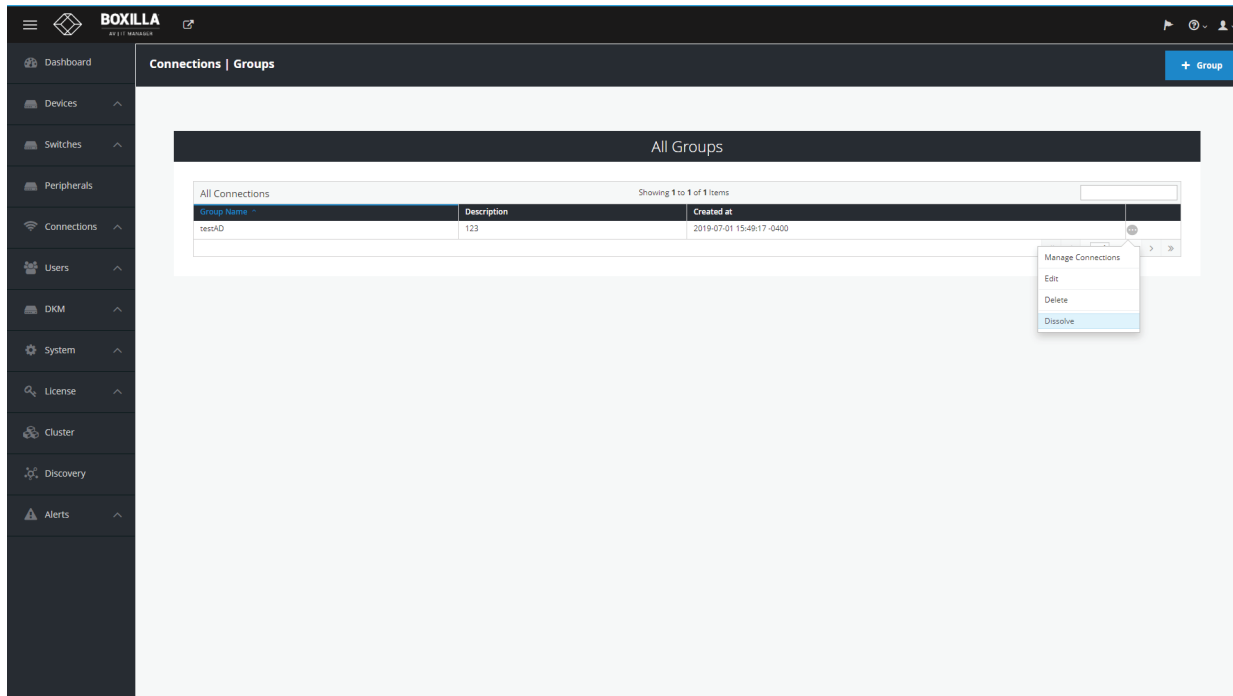 BOXILLA
AV | IT MANAGER
Dashboard
Connections | Groups
+ Group
Devices
Switches
Peripherals
Connections
Users
DKM
System
License
Cluster
Discovery
Alerts
All Groups
All Connections
Showing 1 to 1 of 1 Items
Group Name
Description
Created at
testAD
123
2019-07-01 15:49:17 -0400
Manage Connections
Edit
Delete
Dissolve